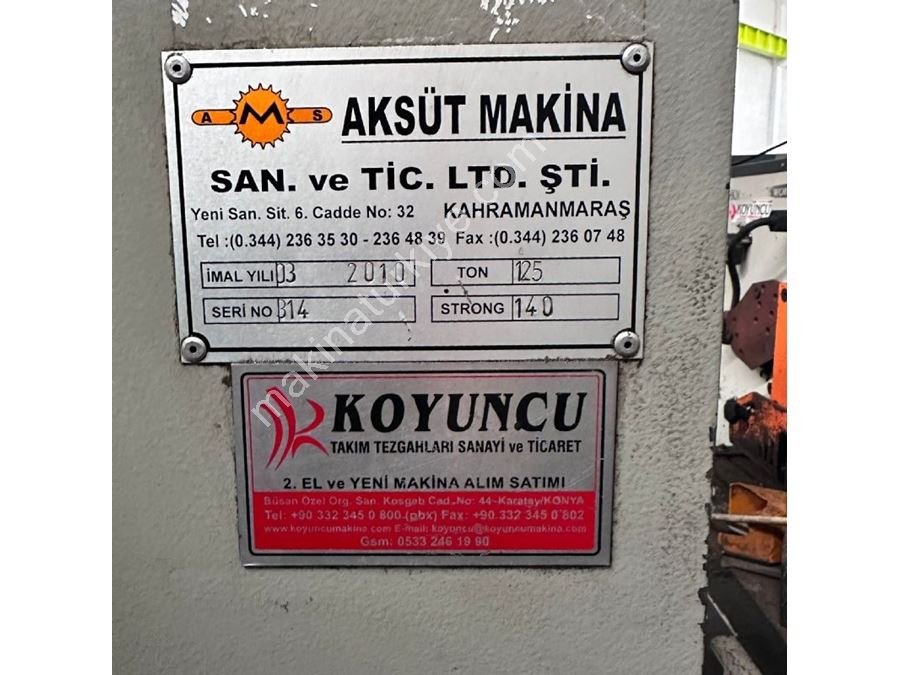 A M S AKSÜT MAKİNA
SAN. ve TİC. LTD. ŞTİ.
Yeni San. Sit. 6. Cadde No: 32 KAHRAMANMARAŞ
Tel :(0.344) 236 35 30 - 236 48 39 Fax :(0.344) 236 07 48
İMAL YILI 03 2010 TON 125
SERİ NO 314 STRONG 140
KOYUNCU
TAKIM TEZGAHLARI SANAYİ ve TİCARET
2. EL ve YENİ MAKİNA ALIM SATIMI
Büsan Özel Org. San. Kosgeb Cad. No: 44 - Karatay/KONYA
Tel: +90 332 345 0 800 (pbx) Fax: +90 332 345 0 802
www.koyuncumakina.com E-mail: koyuncu@koyuncumakina.com
Gsm: 0533 246 19 90
KOYUNCU
makinaturkiye.com